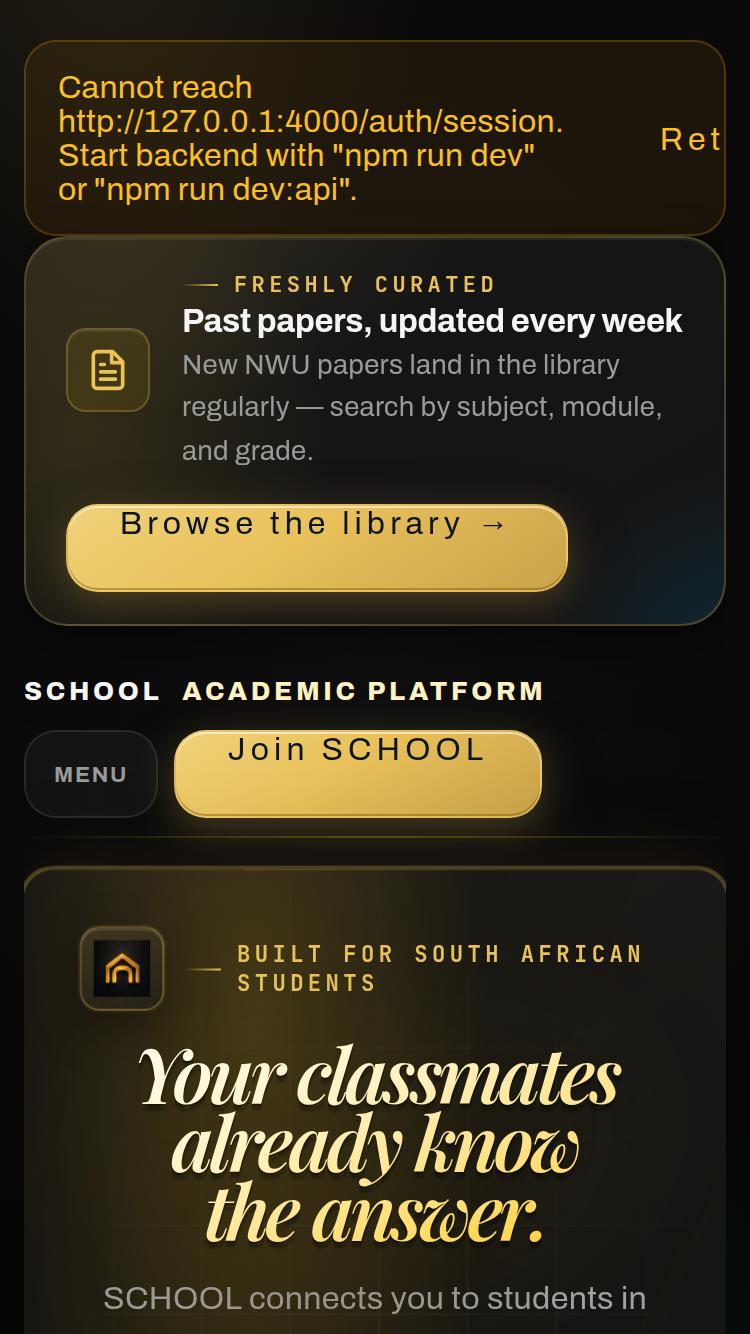 Cannot reach
http://127.0.0.1:4000/auth/session.
Start backend with "npm run dev"
or "npm run dev:api".
Ret
FRESHLY CURATED
Past papers, updated every week
New NWU papers land in the library
regularly — search by subject, module,
and grade.
Browse the library →
SCHOOL ACADEMIC PLATFORM
MENU
Join SCHOOL
BUILT FOR SOUTH AFRICAN
STUDENTS
Your classmates
already know
the answer.
SCHOOL connects you to students in